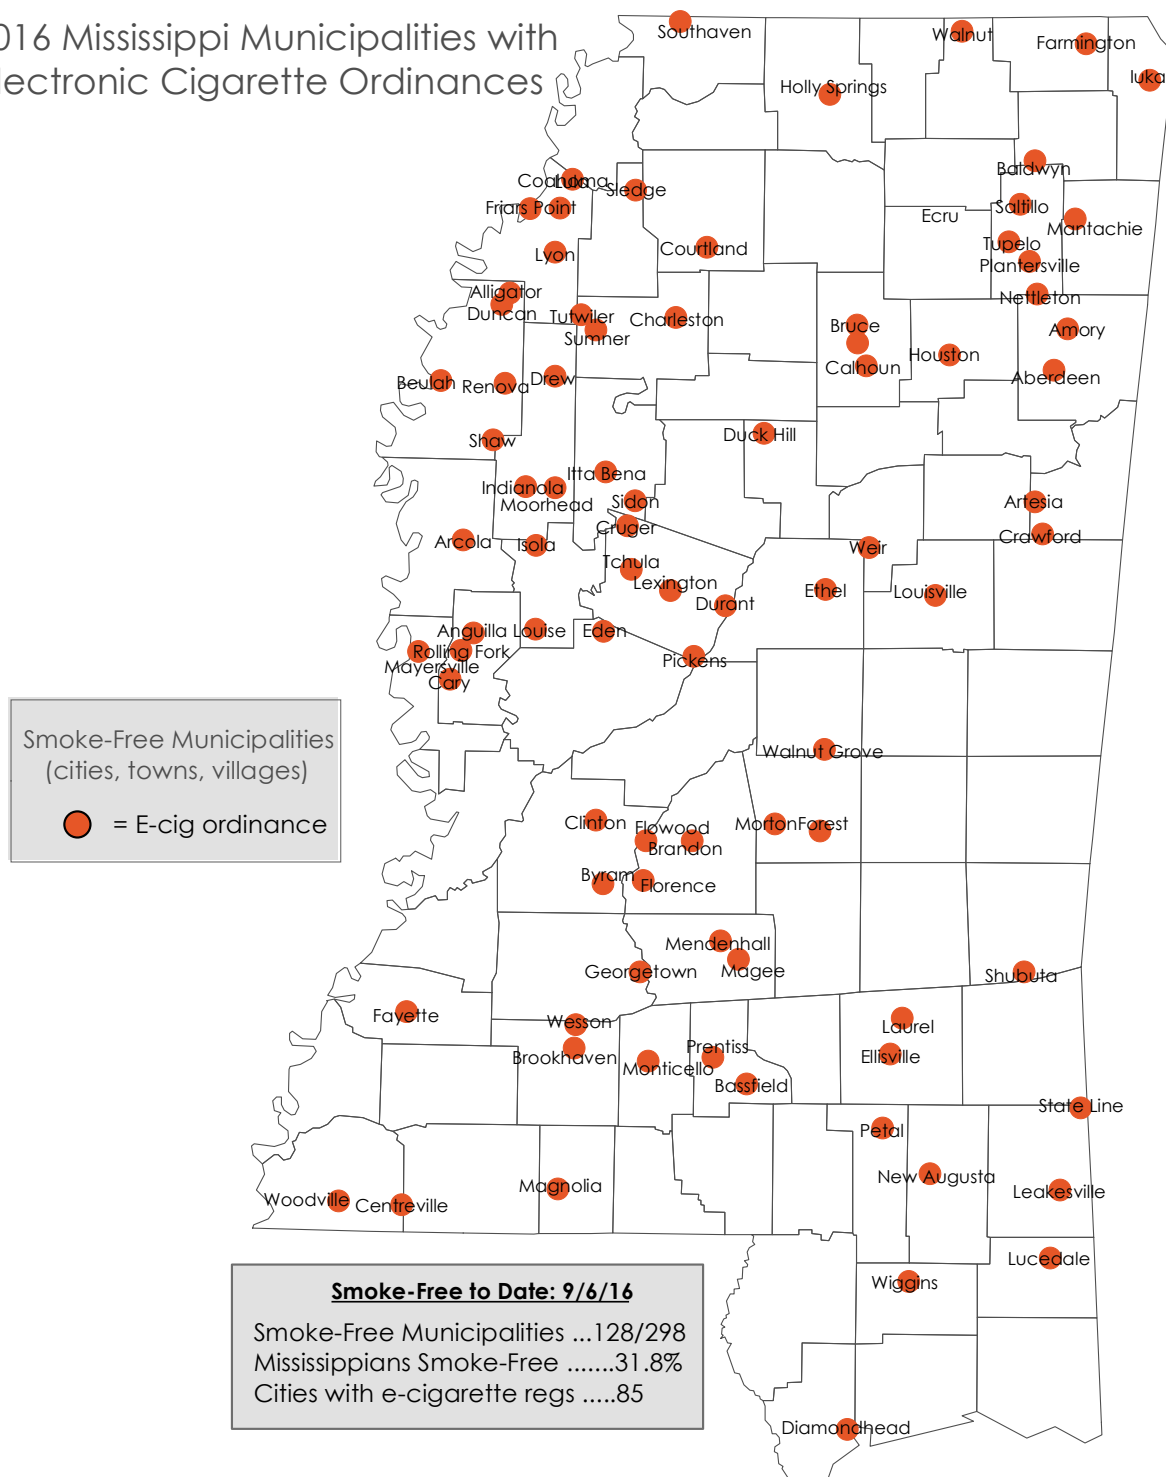 016 Mississippi Municipalities with
lectronic Cigarette Ordinances
Southaven
Walnut
Farmington
Iuka
Holly Springs
Baldwyn
Coahoma
Lula
Sledge
Friars Point
Saltillo
Ecru
Mantachie
Courtland
Tupelo
Lyon
Plantersville
Alligator
Nettleton
Duncan
Tutwiler
Charleston
Bruce
Amory
Sumner
Houston
Calhoun
Aberdeen
Beulah
Renova
Drew
Shaw
Duck Hill
Itta Bena
Indianola
Moorhead
Sidon
Artesia
Cruger
Crawford
Arcola
Isola
Weir
Tchula
Lexington
Durant
Ethel
Louisville
Anguilla
Louise
Eden
Rolling Fork
Mayersville
Pickens
Cary
Smoke-Free Municipalities
(cities, towns, villages)
= E-cig ordinance
Walnut Grove
Clinton
Flowood
Morton
Forest
Brandon
Byram
Florence
Mendenhall
Georgetown
Magee
Shubuta
Fayette
Wesson
Laurel
Brookhaven
Prentiss
Ellisville
Monticello
Bassfield
State Line
Petal
New Augusta
Magnolia
Leakesville
Woodville
Centreville
Lucedale
Wiggins
Smoke-Free to Date: 9/6/16
Smoke-Free Municipalities ...128/298
Mississippians Smoke-Free .......31.8%
Cities with e-cigarette regs .....85
Diamondhead